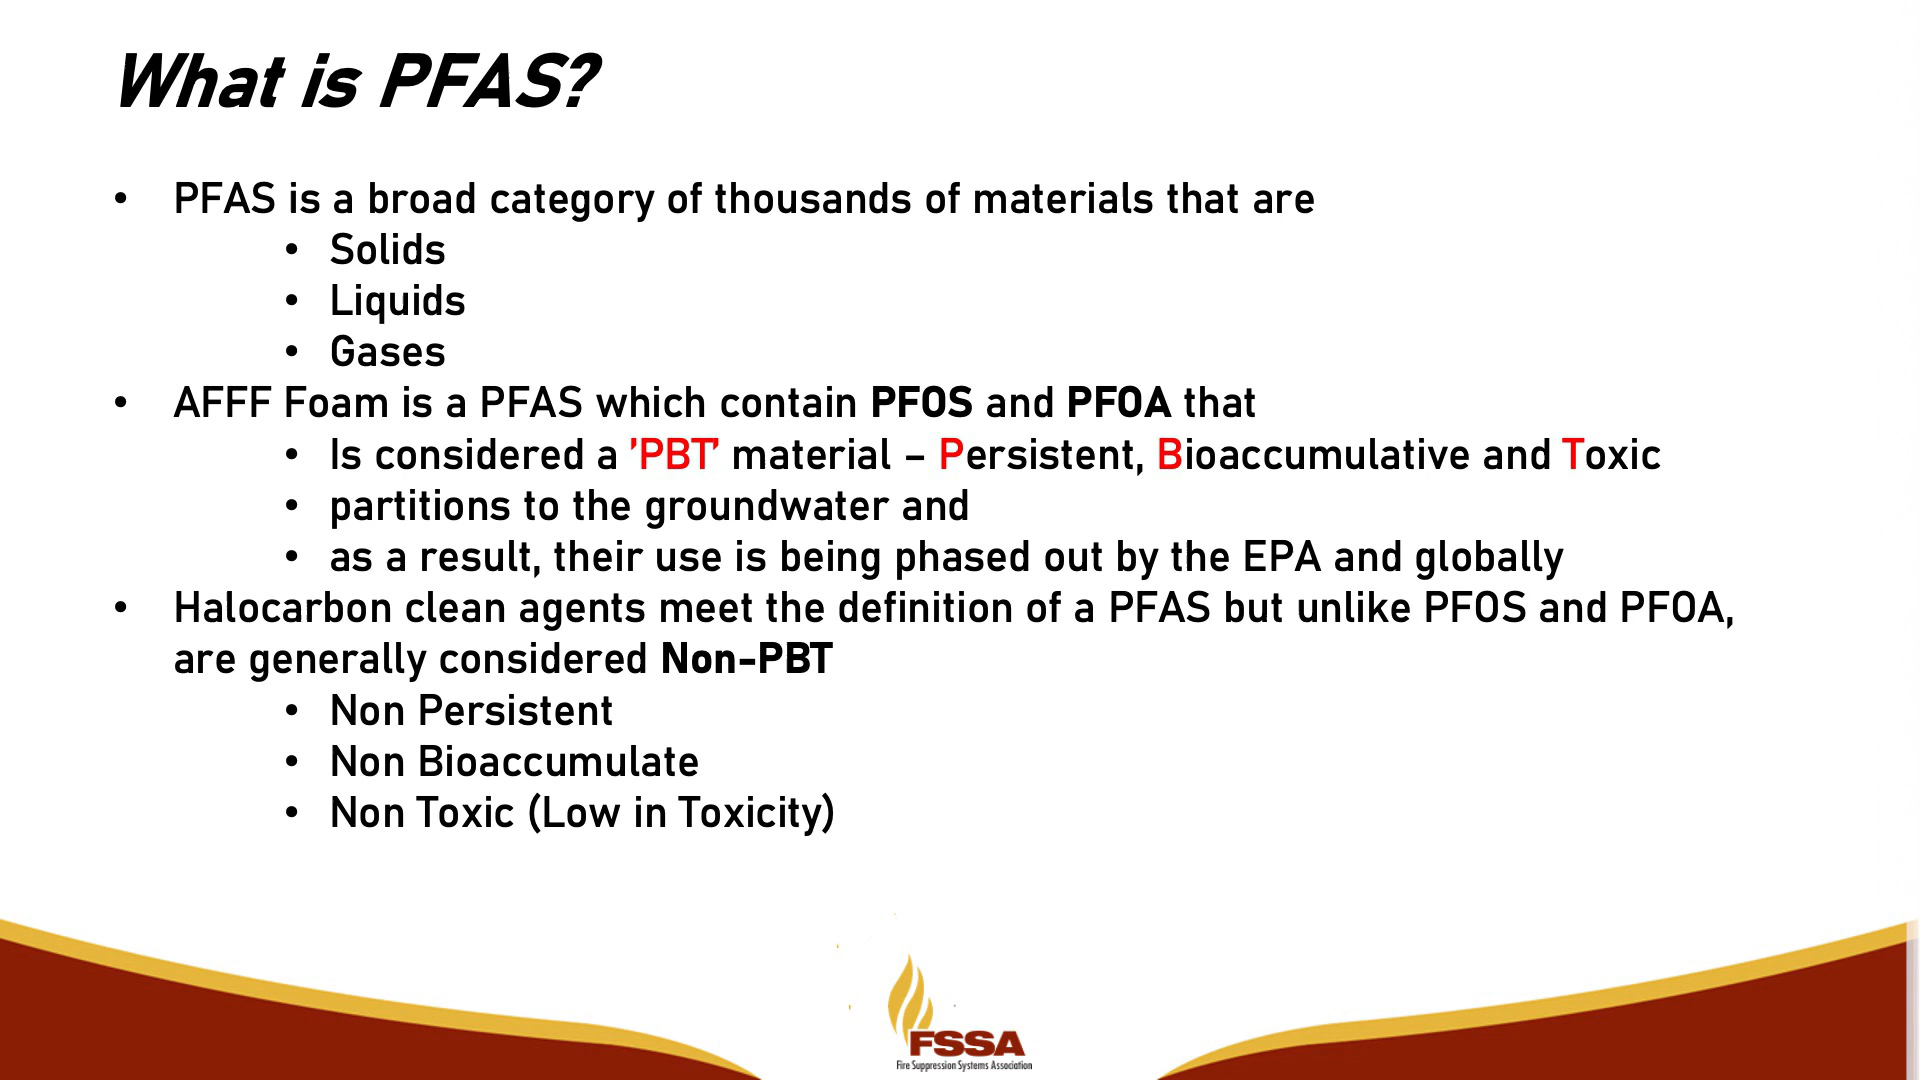 What is PFAS?
• PFAS is a broad category of thousands of materials that are
• Solids
• Liquids
• Gases
• AFFF Foam is a PFAS which contain PFOS and PFOA that
• Is considered a 'PBT' material – Persistent, Bioaccumulative and Toxic
• partitions to the groundwater and
• as a result, their use is being phased out by the EPA and globally
• Halocarbon clean agents meet the definition of a PFAS but unlike PFOS and PFOA,
are generally considered Non-PBT
• Non Persistent
• Non Bioaccumulate
• Non Toxic (Low in Toxicity)
FSSA
Fire Suppression Systems Association